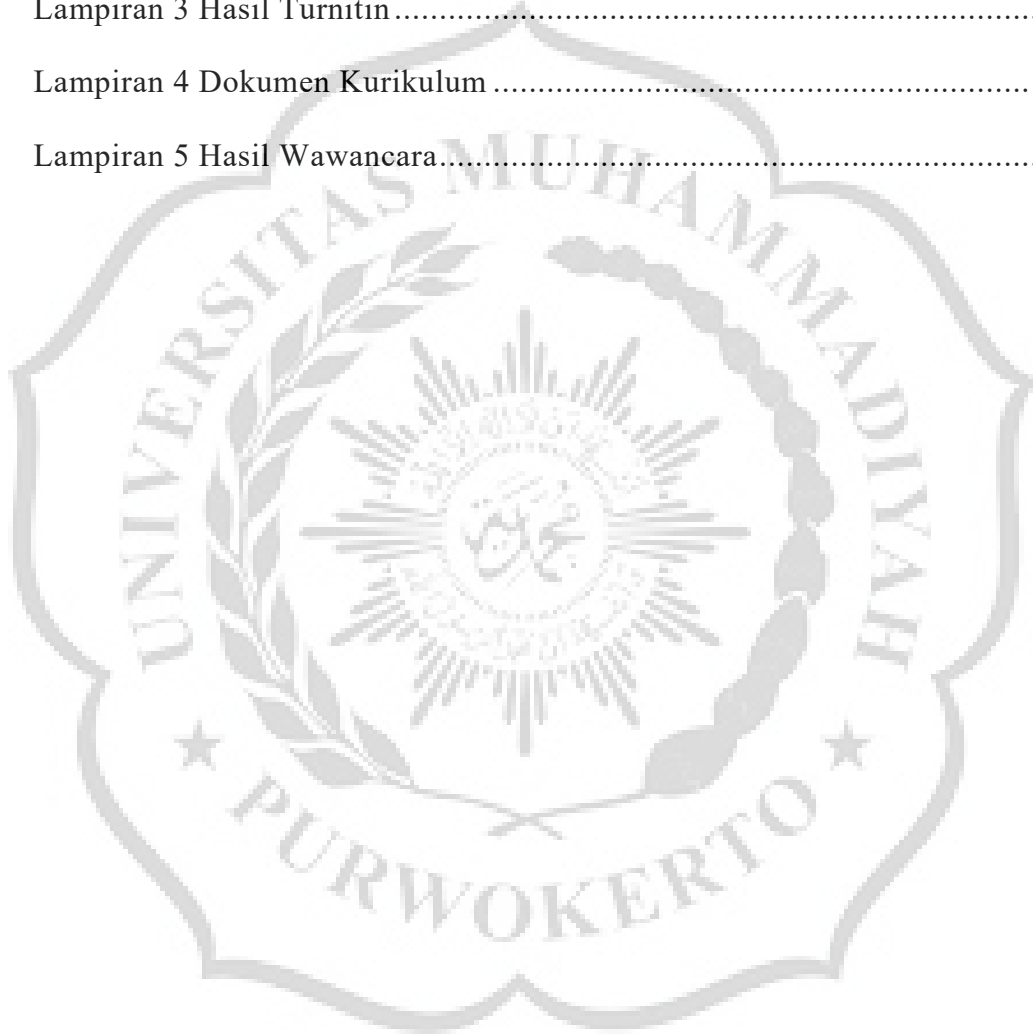 Lampiran 3 Hasil Turnitin........................................................................
Lampiran 4 Dokumen Kurikulum............................................................
Lampiran 5 Hasil Wawancara..................................................................
UNIVERSITAS MUHAMMADIYAH
PURWOKERTO